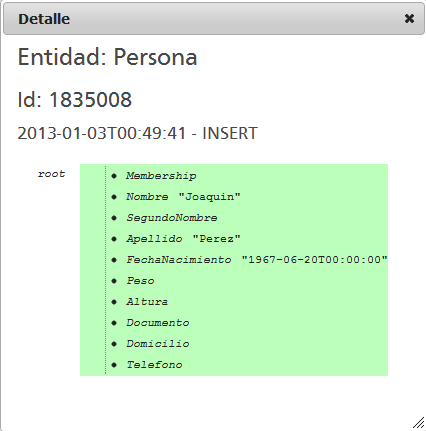 Detalle
Entidad: Persona
Id: 1835008
2013-01-03T00:49:41 - INSERT
root
Membership
Nombre "Joaquin"
SegundoNombre
Apellido "Perez"
FechaNacimiento "1967-06-20T00:00:00"
Peso
Altura
Documento
Domicilio
Telefono